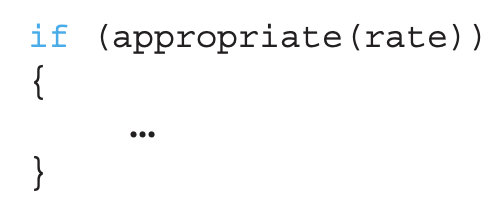 if (appropriate(rate))
{
…
}